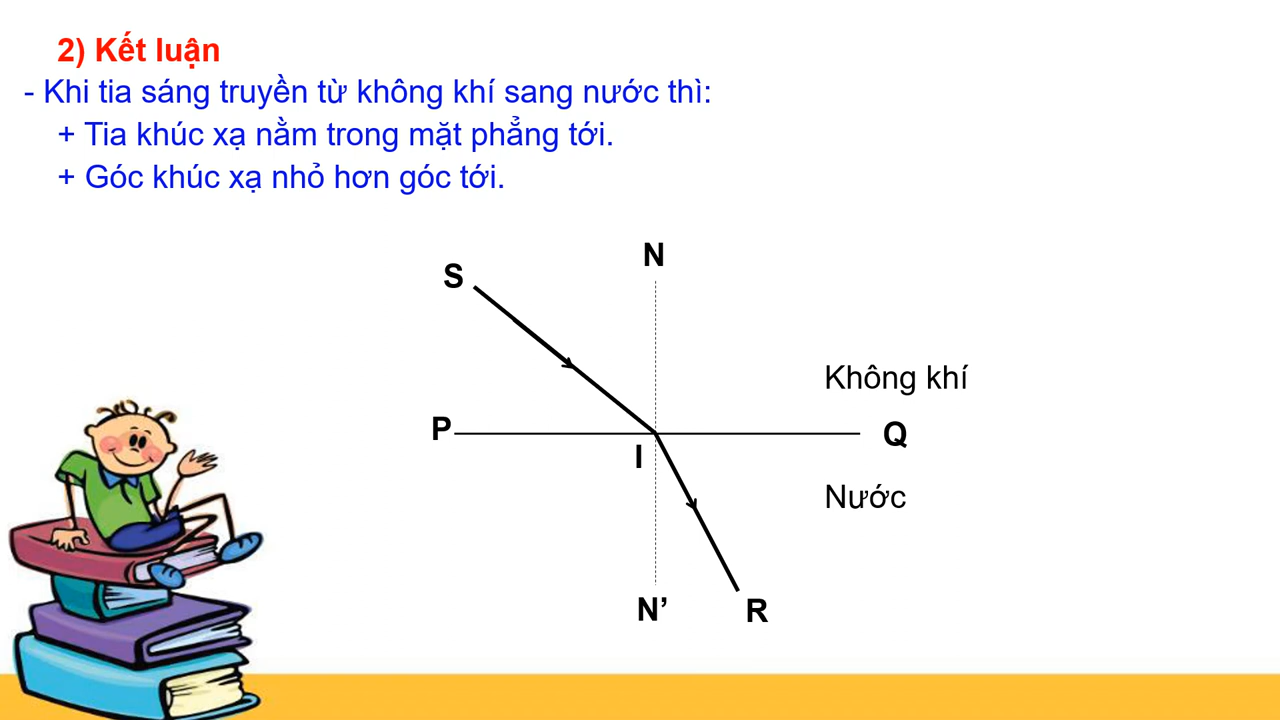 2) Kết luận
- Khi tia sáng truyền từ không khí sang nước thì:
+ Tia khúc xạ nằm trong mặt phẳng tới.
+ Góc khúc xạ nhỏ hơn góc tới.
N
S
Không khí
P
Q
I
Nước
N’
R